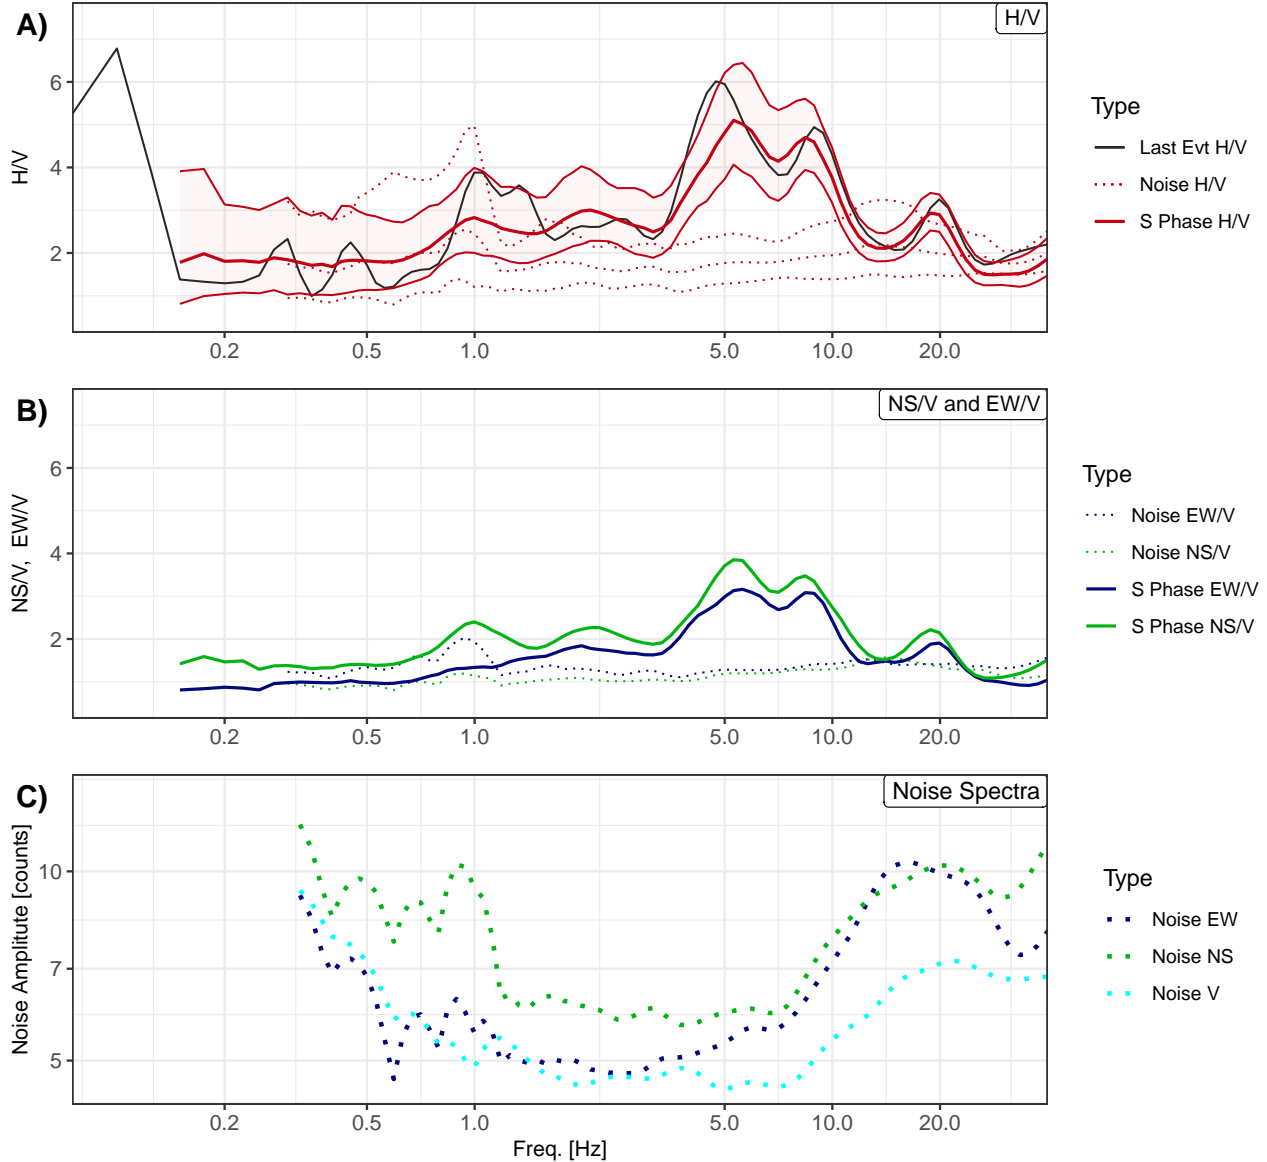 A)
H/V
H/V
6
4
2
0.2
0.5
1.0
5.0
10.0
20.0
Type
Last Evt H/V
Noise H/V
S Phase H/V
B)
NS/V and EW/V
NS/V, EW/V
6
4
2
0.2
0.5
1.0
5.0
10.0
20.0
Type
Noise EW/V
Noise NS/V
S Phase EW/V
S Phase NS/V
C)
Noise Spectra
Noise Amplitude [counts]
10
7
5
0.2
0.5
1.0
5.0
10.0
20.0
Freq. [Hz]
Type
Noise EW
Noise NS
Noise V